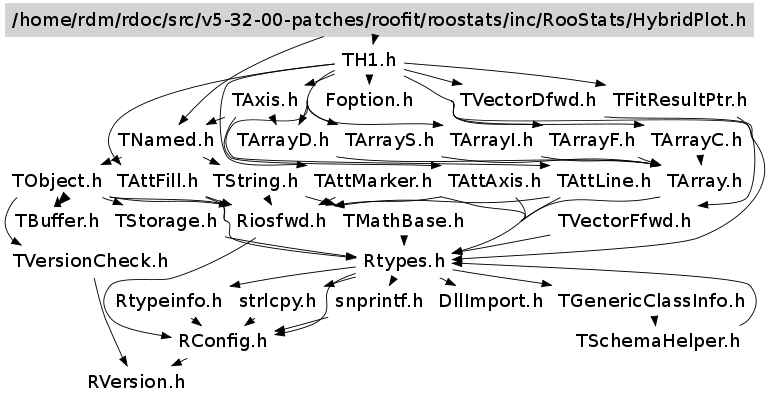 /home/rdm/rdoc/src/v5-32-00-patches/roofit/roostats/inc/RooStats/HybridPlot.h
TH1.h
TAxis.h Foption.h TVectorDfwd.h TFitResultPtr.h
TNamed.h TArrayD.h TArrayS.h TArrayI.h TArrayF.h TArrayC.h
TObject.h TAttFill.h TString.h TAttMarker.h TAttAxis.h TAttLine.h TArray.h
TBuffer.h TStorage.h Riosfwd.h TMathBase.h TVectorFfwd.h
TVersionCheck.h Rtypes.h
Rtypeinfo.h strlcpy.h snprintf.h DllImport.h TGenericClassInfo.h
RConfig.h TSchemaHelper.h
RVersion.h